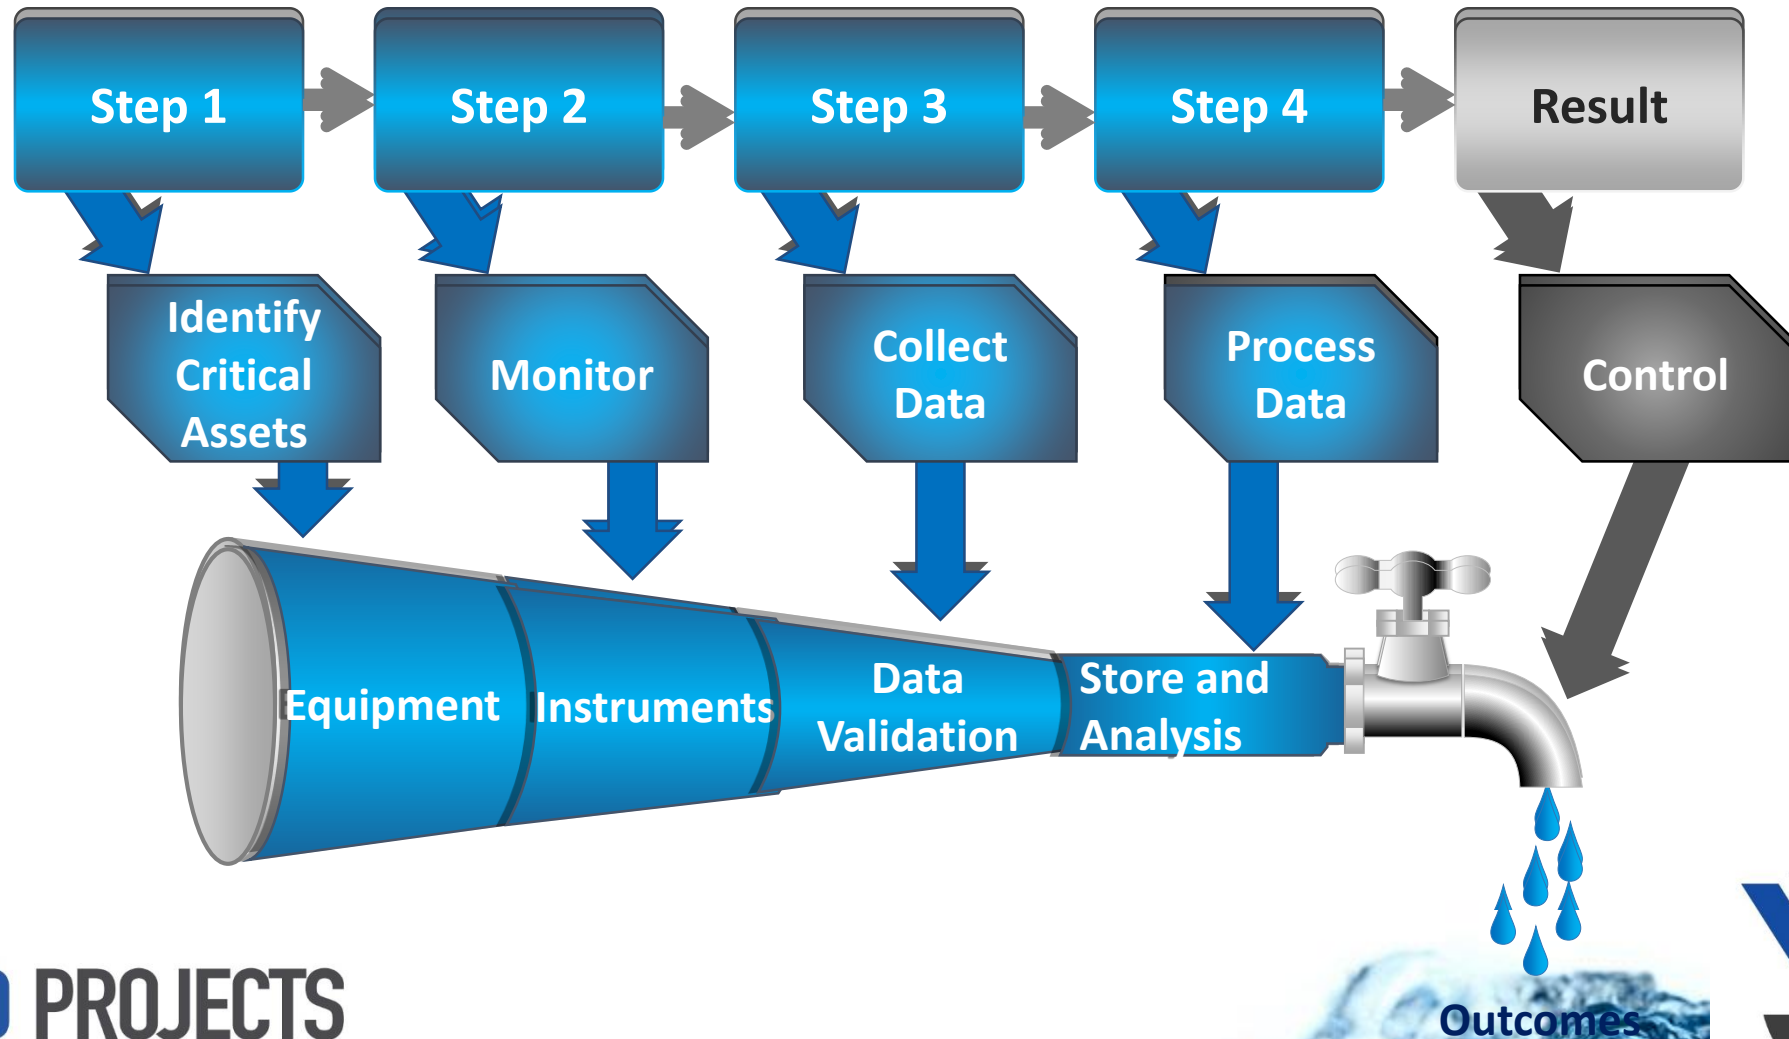 Step 1
Step 2
Step 3
Step 4
Result
Identify
Critical
Assets
Monitor
Collect
Data
Process
Data
Control
Equipment
Instruments
Data
Validation
Store and
Analysis
PROJECTS
Outcomes